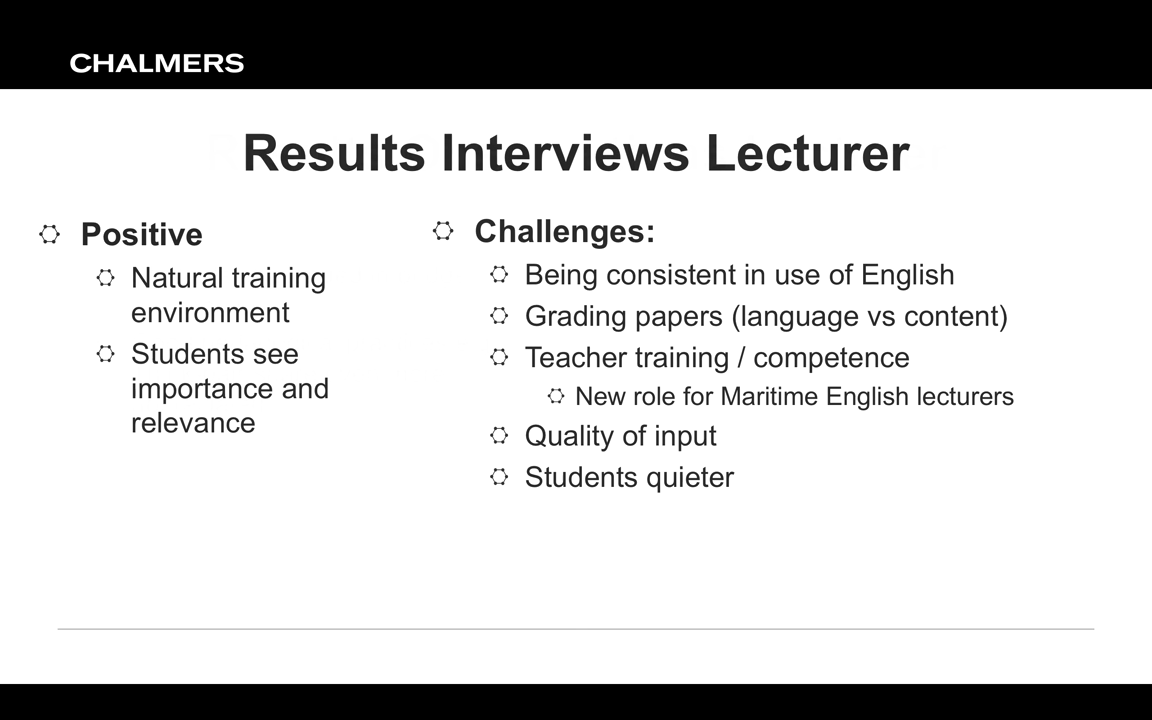 CHALMERS
Results Interviews Lecturer
Positive
Natural training
environment
Students see
importance and
relevance
Challenges:
Being consistent in use of English
Grading papers (language vs content)
Teacher training / competence
New role for Maritime English lecturers
Quality of input
Students quieter